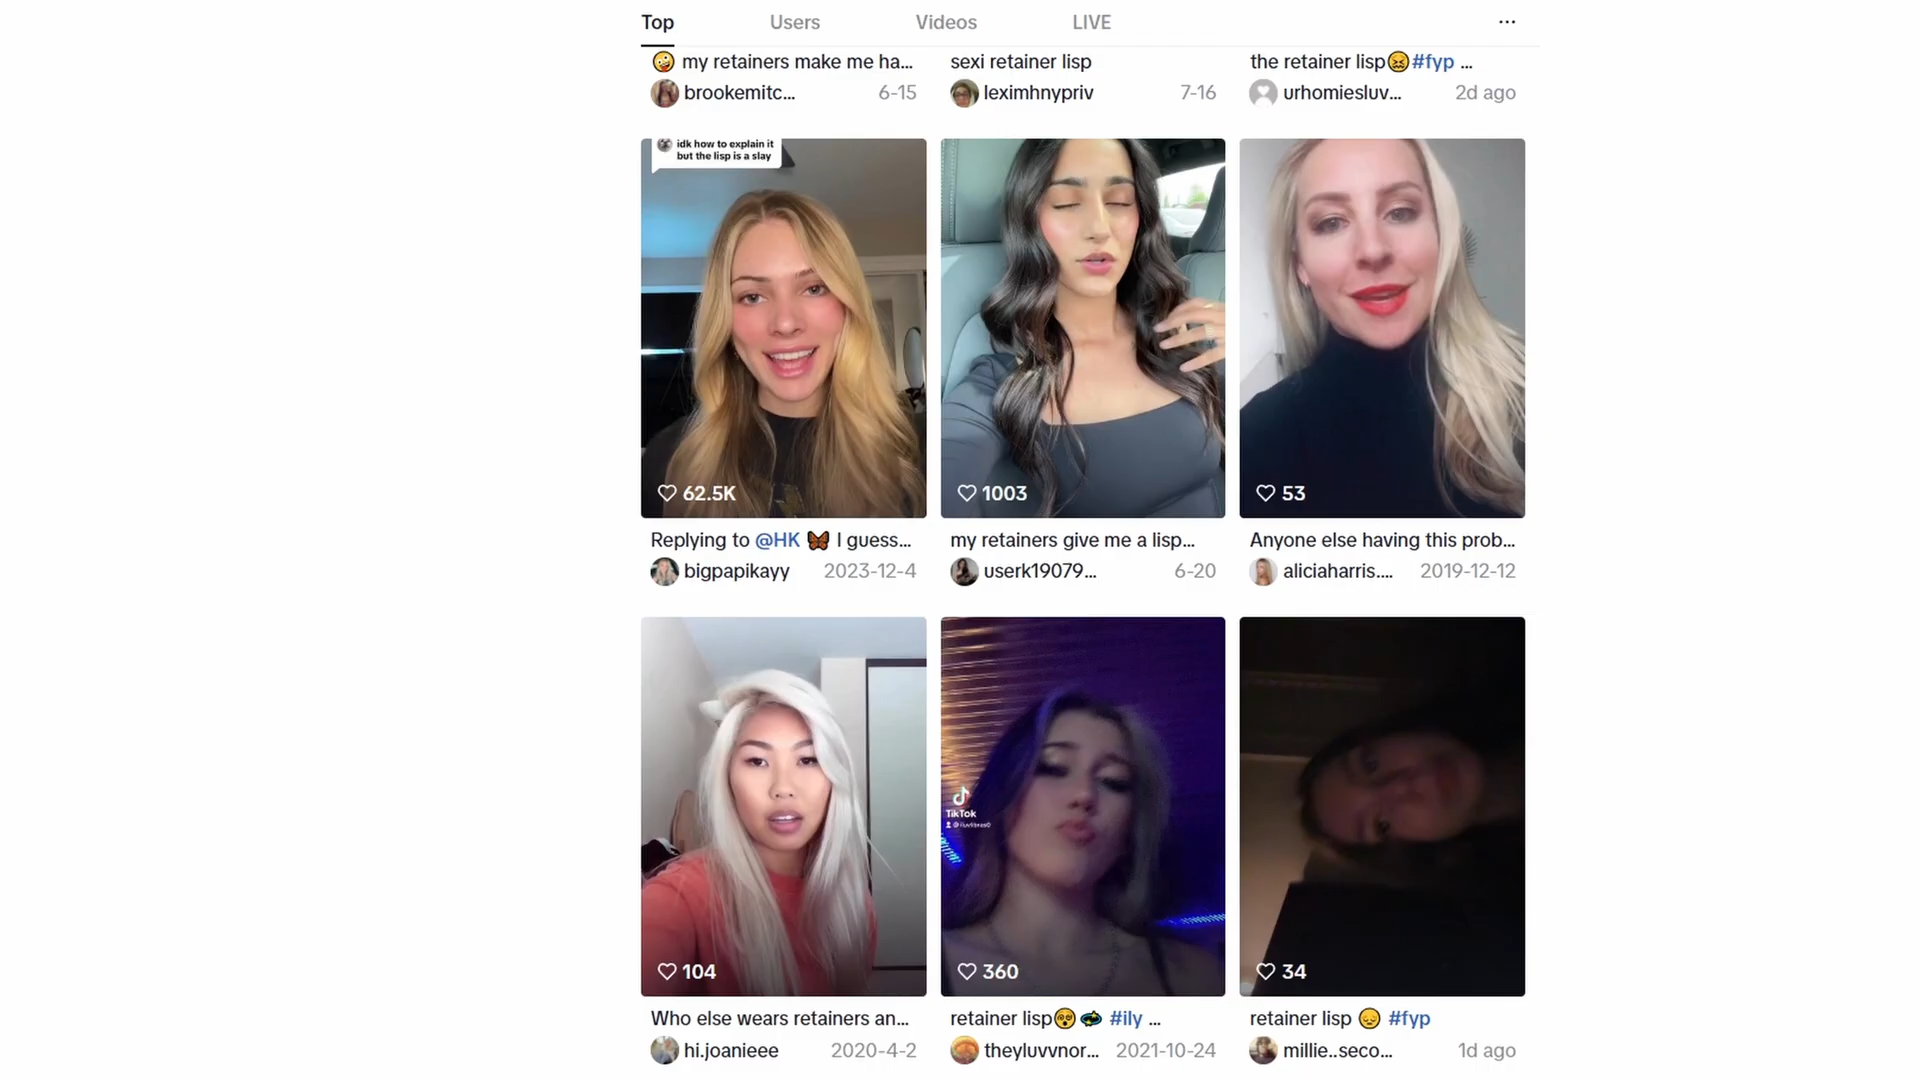 Top Users Videos LIVE ...
🤪 my retainers make me ha...
brookemitc... 6-15
sexi retainer lisp
leximhnypriv 7-16
the retainer lisp😖#fyp ...
urhomiesluv... 2d ago
idk how to explain it
but the lisp is a slay
62.5K
Replying to @HK 🦋 I guess...
bigpapikayy 2023-12-4
1003
my retainers give me a lisp...
userk19079... 6-20
53
Anyone else having this prob...
aliciaharris.... 2019-12-12
104
Who else wears retainers an...
hi.joanieee 2020-4-2
TikTok
360
retainer lisp😵‍💫 #ily ...
theyluvvnor... 2021-10-24
34
retainer lisp 😔 #fyp
millie..seco... 1d ago